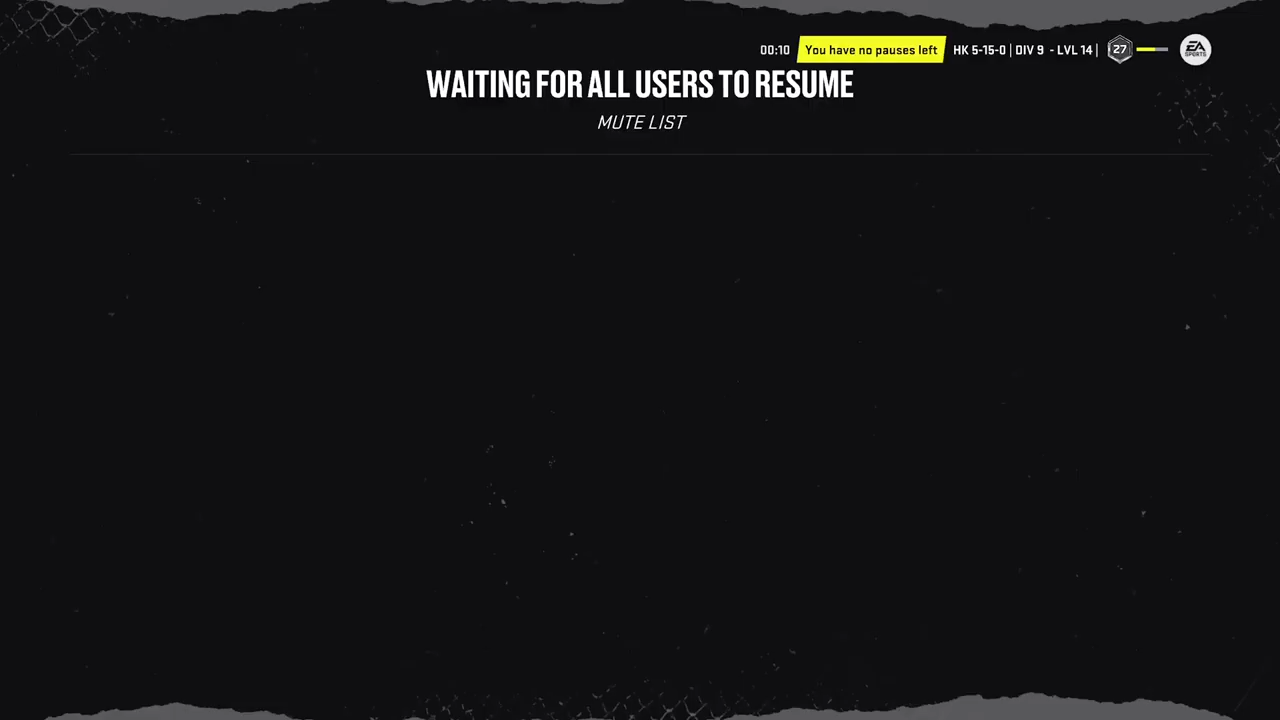 00:10 You have no pauses left HK 5-15-0 | DIV 9 - LVL 14 | 27 EA SPORTS
WAITING FOR ALL USERS TO RESUME
MUTE LIST